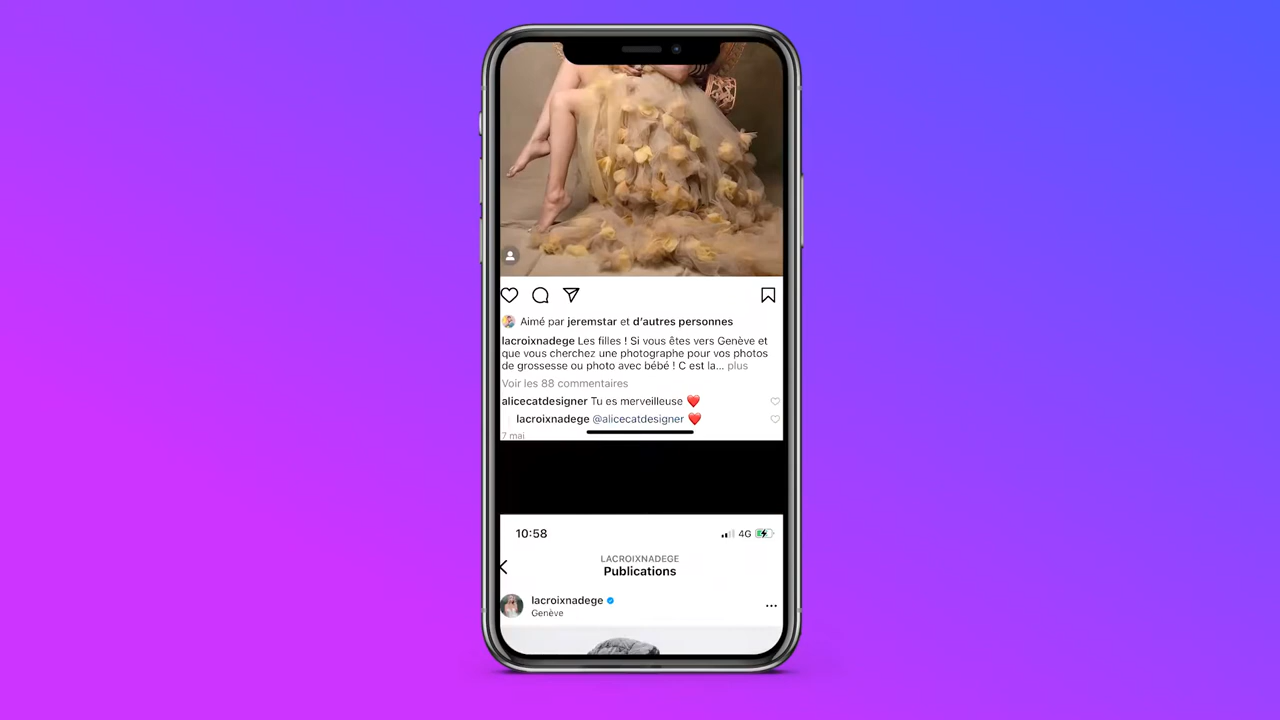 Aimé par jeremstar et d'autres personnes
lacroixnadege Les filles ! Si vous êtes vers Genève et
que vous cherchez une photographe pour vos photos
de grossesse ou photo avec bébé ! C est la... plus
Voir les 88 commentaires
alicecatdesigner Tu es merveilleuse ❤️
lacroixnadege @alicecatdesigner ❤️
7 mai
10:58
4G
LACROIXNADEGE
Publications
lacroixnadege
Genève